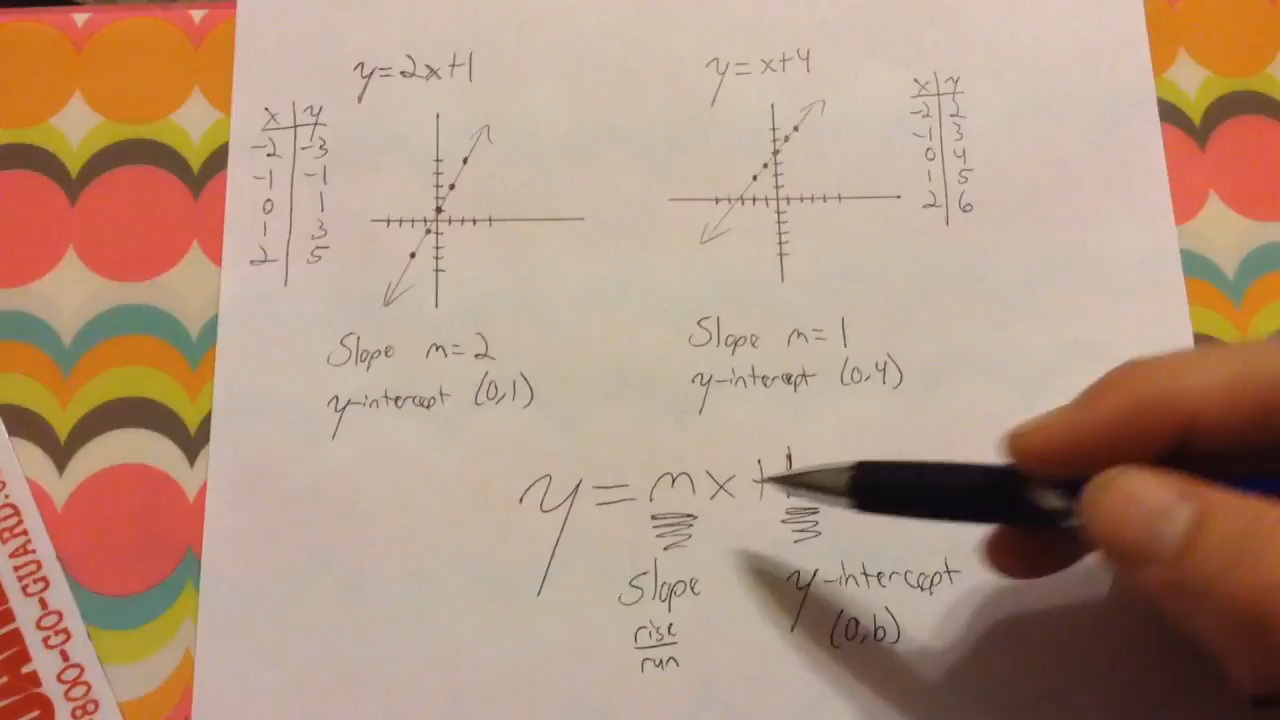 y=2x+1
x y
-2 -3
-1 -1
0 1
1 3
2 5
Slope m=2
y-intercept (0,1)
y=x+4
x y
-2 2
-1 3
0 4
1 5
2 6
Slope m=1
y-intercept (0,4)
y=mx+
Slope
rise
run
y-intercept
(0,b)
800-GO-GUARD